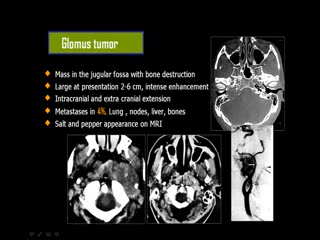 Glomus tumor
Mass in the jugular fossa with bone destruction
Large at presentation 2-6 cm, intense enhancement
Intracranial and extra cranial extension
Metastases in 4%. Lung , nodes, liver, bones
Salt and pepper appearance on MRI